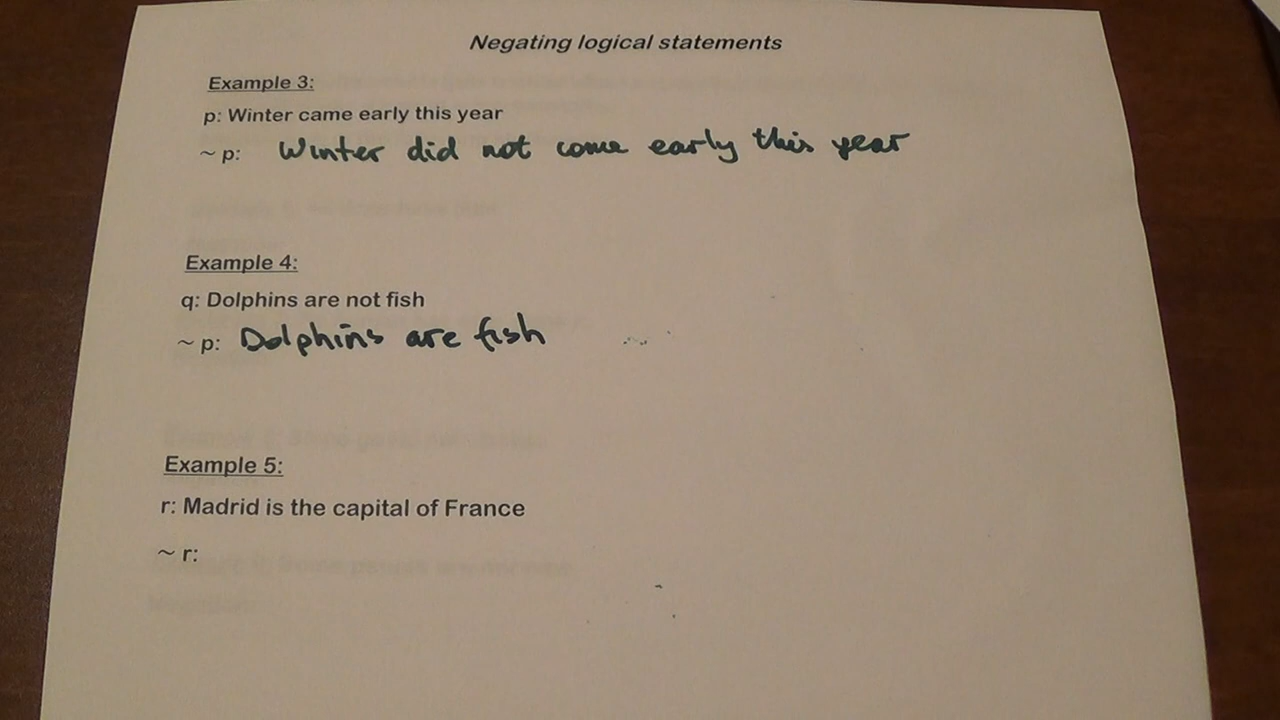 Negating logical statements
Example 3:
p: Winter came early this year
~ p: Winter did not come early this year
Example 4:
q: Dolphins are not fish
~ p: Dolphins are fish
Example 5:
r: Madrid is the capital of France
~ r: